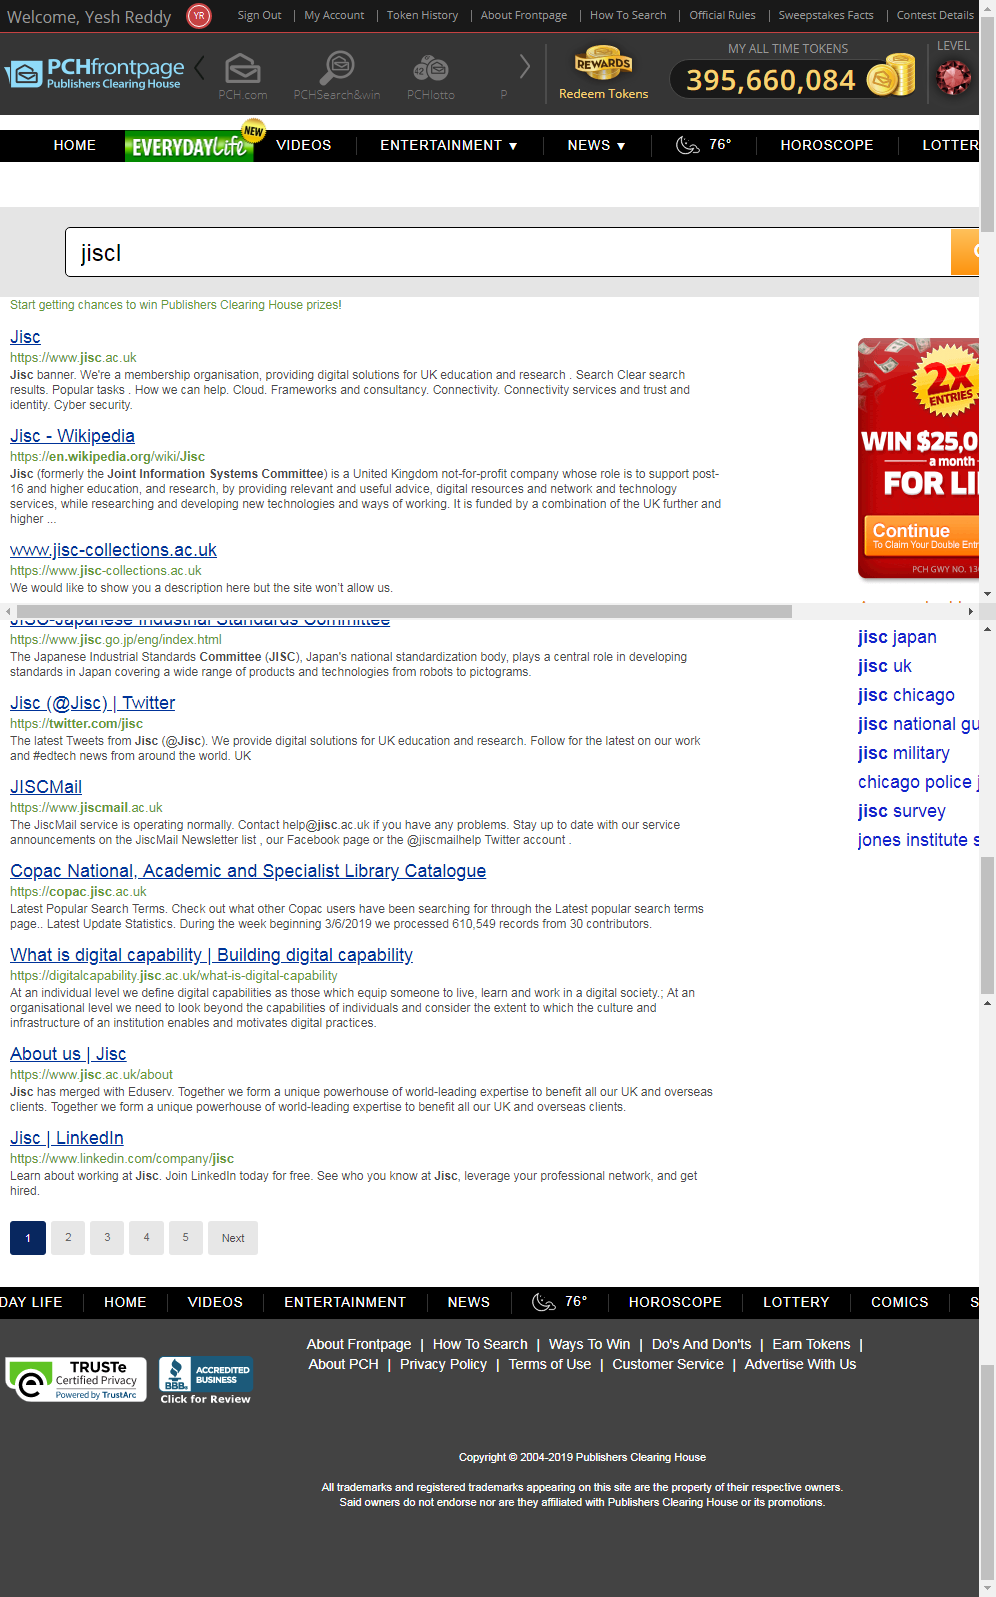 Welcome, Yesh Reddy YR Sign Out | My Account | Token History | About Frontpage | How To Search | Official Rules | Sweepstakes Facts | Contest Details
MY ALL TIME TOKENS LEVEL
PCHfrontpage
Publishers Clearing House
REWARDS
395,660,084
PCH.com PCHSearch&win 42 PCHlotto P
Redeem Tokens
NEW
HOME EVERYDAY Life VIDEOS ENTERTAINMENT ▼ NEWS ▼ 76° HOROSCOPE LOTTER
jiscl
Start getting chances to win Publishers Clearing House prizes!
Jisc
https://www.jisc.ac.uk
Jisc banner. We're a membership organisation, providing digital solutions for UK education and research . Search Clear search
results. Popular tasks . How we can help. Cloud. Frameworks and consultancy. Connectivity. Connectivity services and trust and
identity. Cyber security.
Jisc - Wikipedia
https://en.wikipedia.org/wiki/Jisc
Jisc (formerly the Joint Information Systems Committee) is a United Kingdom not-for-profit company whose role is to support post-
16 and higher education, and research, by providing relevant and useful advice, digital resources and network and technology
services, while researching and developing new technologies and ways of working. It is funded by a combination of the UK further and
higher ...
www.jisc-collections.ac.uk
https://www.jisc-collections.ac.uk
We would like to show you a description here but the site won't allow us.
2X
ENTRIES
WIN $25,0
a month
FOR LI
Continue
To Claim Your Double Entr
PCH GWY NO. 13
JISC-Japanese Industrial Standards Committee
https://www.jisc.go.jp/eng/index.html
The Japanese Industrial Standards Committee (JISC), Japan's national standardization body, plays a central role in developing
standards in Japan covering a wide range of products and technologies from robots to pictograms.
Jisc (@Jisc) | Twitter
https://twitter.com/jisc
The latest Tweets from Jisc (@Jisc). We provide digital solutions for UK education and research. Follow for the latest on our work
and #edtech news from around the world. UK
JISCMail
https://www.jiscmail.ac.uk
The JiscMail service is operating normally. Contact help@jisc.ac.uk if you have any problems. Stay up to date with our service
announcements on the JiscMail Newsletter list , our Facebook page or the @jiscmailhelp Twitter account .
Copac National, Academic and Specialist Library Catalogue
https://copac.jisc.ac.uk
Latest Popular Search Terms. Check out what other Copac users have been searching for through the Latest popular search terms
page.. Latest Update Statistics. During the week beginning 3/6/2019 we processed 610,549 records from 30 contributors.
What is digital capability | Building digital capability
https://digitalcapability.jisc.ac.uk/what-is-digital-capability
At an individual level we define digital capabilities as those which equip someone to live, learn and work in a digital society.; At an
organisational level we need to look beyond the capabilities of individuals and consider the extent to which the culture and
infrastructure of an institution enables and motivates digital practices.
About us | Jisc
https://www.jisc.ac.uk/about
Jisc has merged with Eduserv. Together we form a unique powerhouse of world-leading expertise to benefit all our UK and overseas
clients. Together we form a unique powerhouse of world-leading expertise to benefit all our UK and overseas clients.
Jisc | LinkedIn
https://www.linkedin.com/company/jisc
Learn about working at Jisc. Join LinkedIn today for free. See who you know at Jisc, leverage your professional network, and get
hired.
jisc japan
jisc uk
jisc chicago
jisc national gu
jisc military
chicago police j
jisc survey
jones institute s
1 2 3 4 5 Next
DAY LIFE HOME VIDEOS ENTERTAINMENT NEWS 76° HOROSCOPE LOTTERY COMICS S
About Frontpage | How To Search | Ways To Win | Do's And Don'ts | Earn Tokens |
About PCH | Privacy Policy | Terms of Use | Customer Service | Advertise With Us
TRUSTe
Certified Privacy
Powered by TrustArc
BBB.
ACCREDITED
BUSINESS
Click for Review
Copyright © 2004-2019 Publishers Clearing House
All trademarks and registered trademarks appearing on this site are the property of their respective owners.
Said owners do not endorse nor are they affiliated with Publishers Clearing House or its promotions.